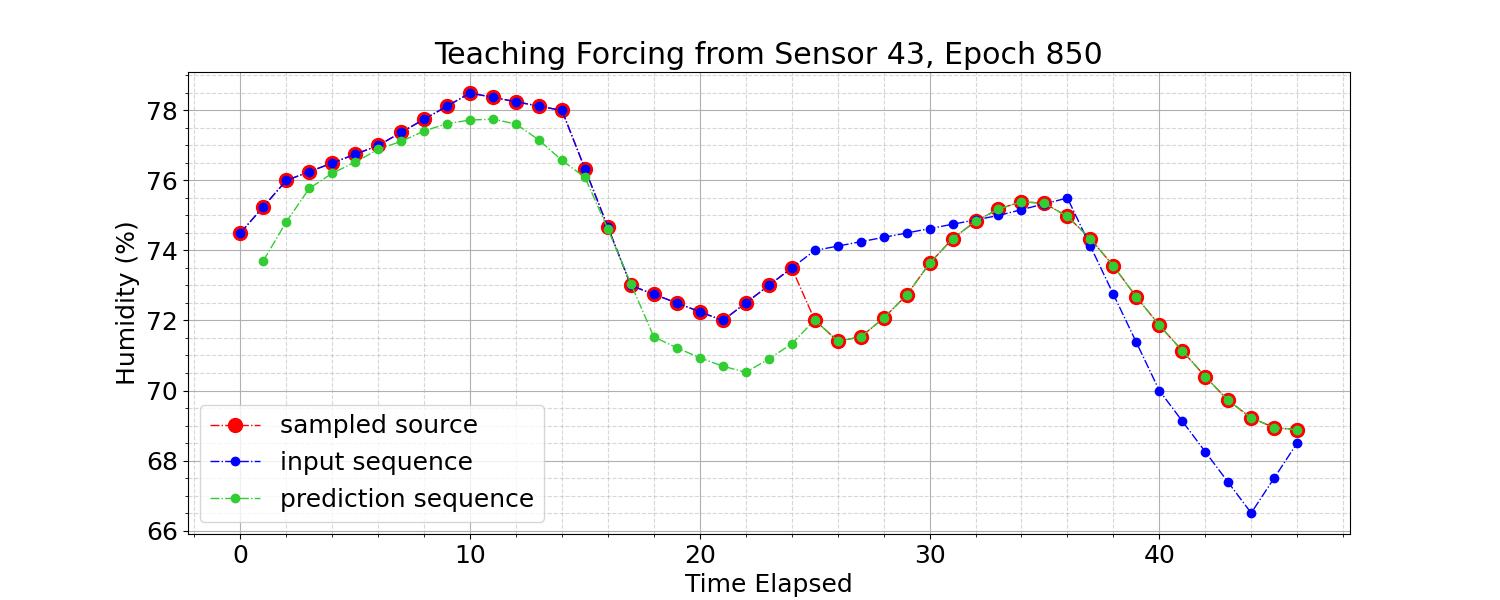 Teaching Forcing from Sensor 43, Epoch 850
Humidity (%)
78
76
74
72
70
68
66
sampled source
input sequence
prediction sequence
0 10 20 30 40
Time Elapsed